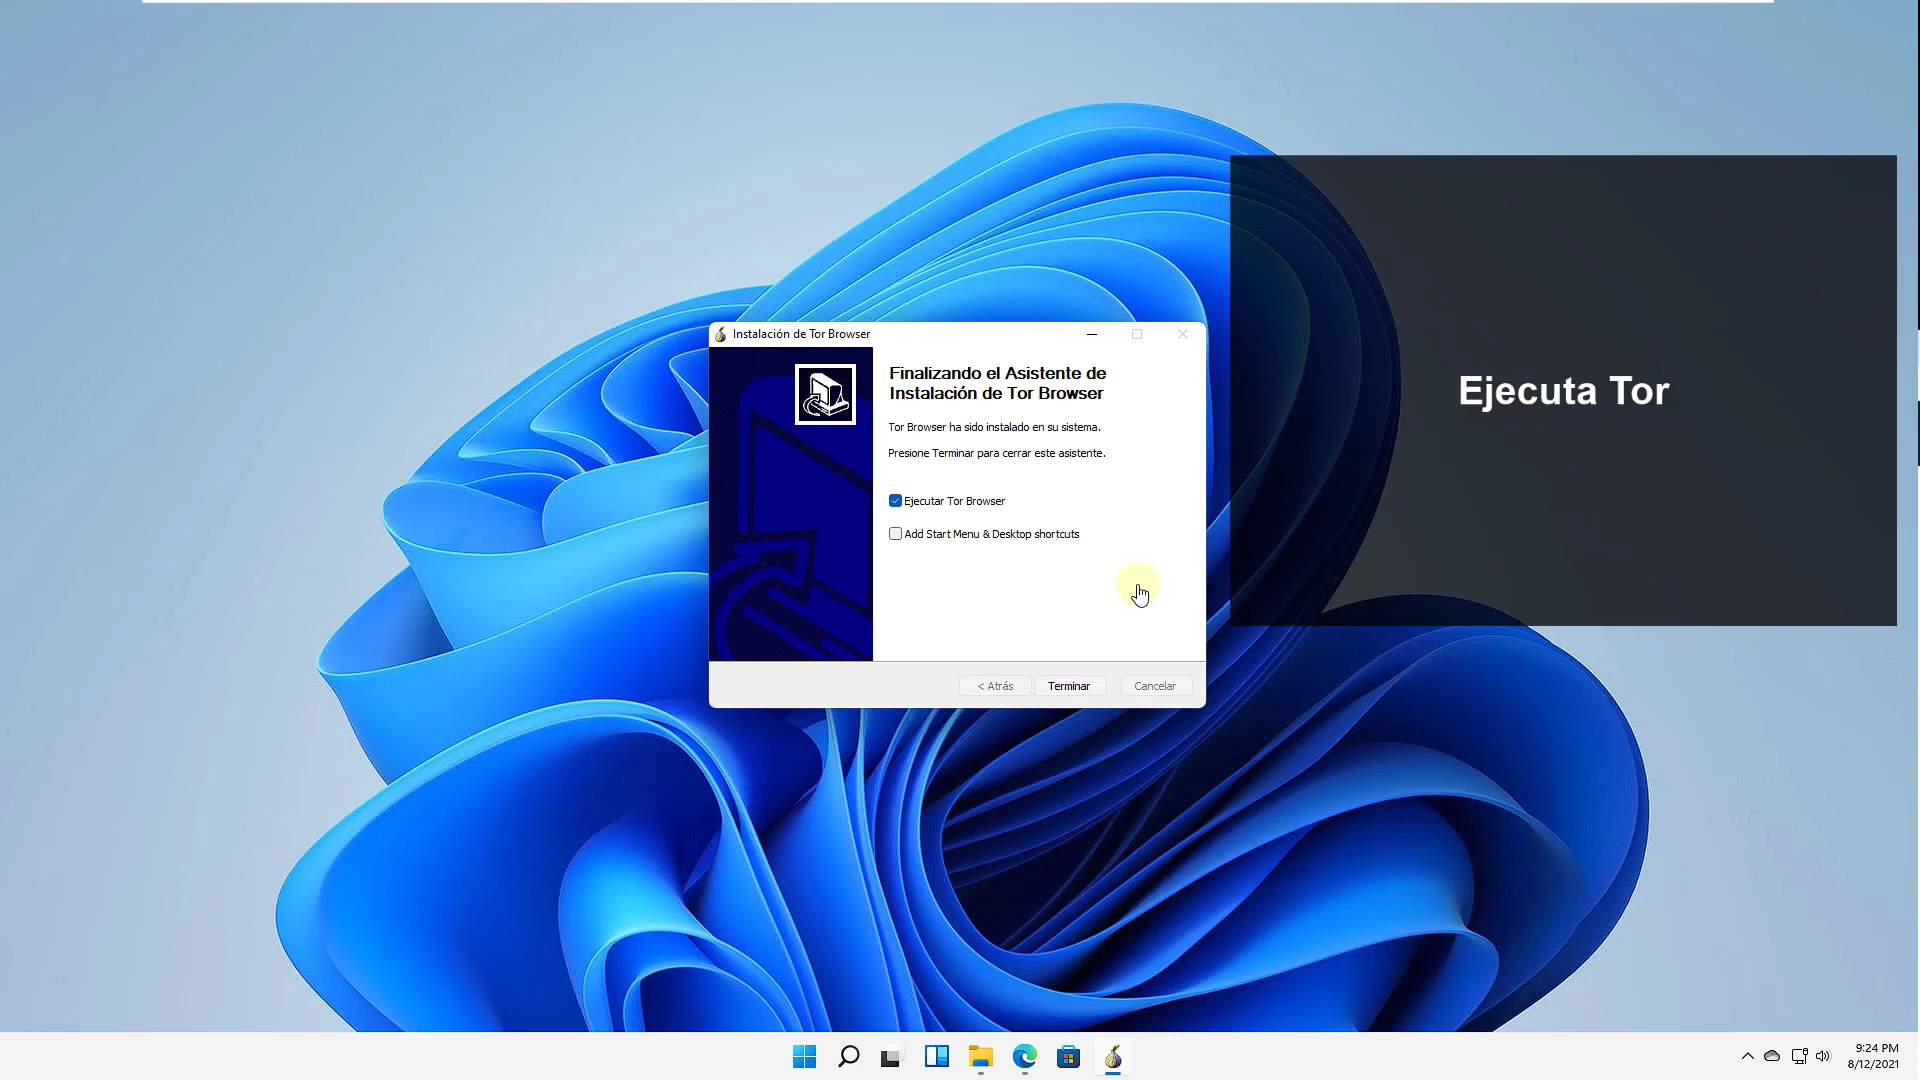 Instalación de Tor Browser
Finalizando el Asistente de
Instalación de Tor Browser
Tor Browser ha sido instalado en su sistema.
Presione Terminar para cerrar este asistente.
Ejecutar Tor Browser
Add Start Menu & Desktop shortcuts
< Atrás
Terminar
Cancelar
Ejecuta Tor
9:24 PM
8/12/2021